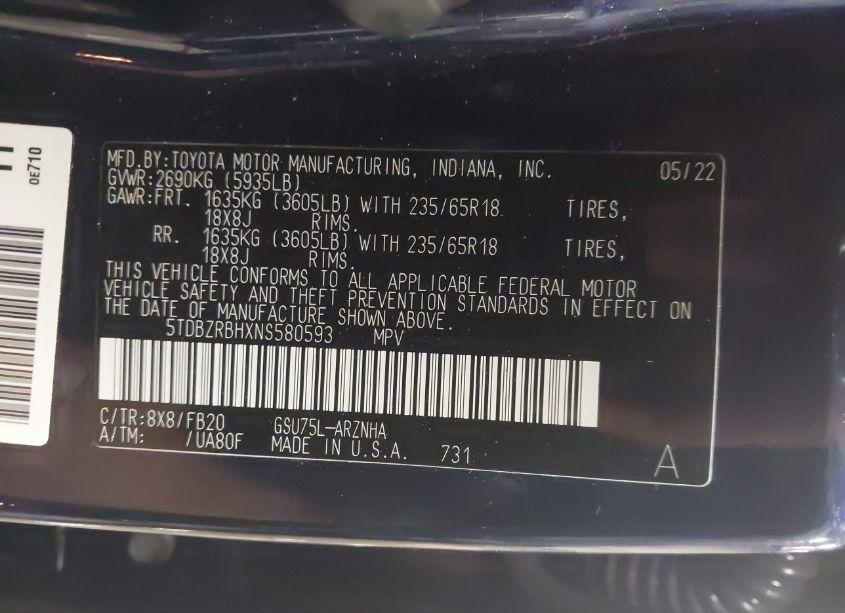 MFD.BY:TOYOTA MOTOR MANUFACTURING, INDIANA, INC. 05/22
GVWR:2690KG (5935LB)
GAWR:FRT. 1635KG (3605LB) WITH 235/65R18 TIRES,
18X8J RIMS.
RR. 1635KG (3605LB) WITH 235/65R18 TIRES,
18X8J RIMS.
THIS VEHICLE CONFORMS TO ALL APPLICABLE FEDERAL MOTOR
VEHICLE SAFETY AND THEFT PREVENTION STANDARDS IN EFFECT ON
THE DATE OF MANUFACTURE SHOWN ABOVE.
5TDBZRBHXNS580593 MPV
C/TR:8X8/FB20 GSU75L-ARZNHA
A/TM: /UA80F MADE IN U.S.A. 731 A
0E710